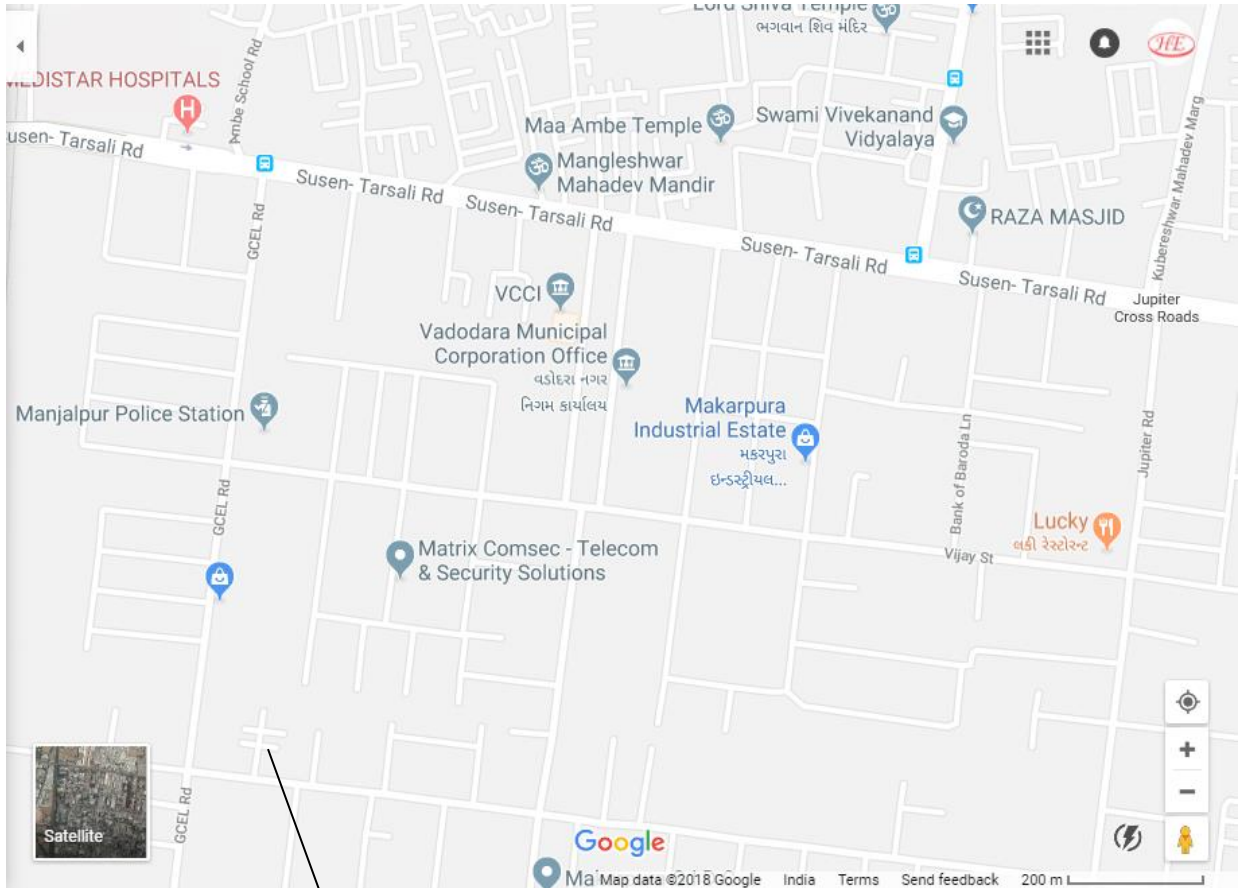 Lord Shiva Temple
ભગવાન શિવ મંદિર
HE
MEDISTAR HOSPITALS
H
Ambe School Rd
Susen- Tarsali Rd
Maa Ambe Temple
Swami Vivekanand
Vidyalaya
Mangleshwar
Mahadev Mandir
Kubereshwar Mahadev Marg
Susen- Tarsali Rd
Susen- Tarsali Rd
RAZA MASJID
GCEL Rd
Susen- Tarsali Rd
Susen- Tarsali Rd
Jupiter
Cross Roads
VCCI
Vadodara Municipal
Corporation Office
વડોદરા નગર
નિગમ કાર્યાલય
Manjalpur Police Station
Makarpura
Industrial Estate
મકરપુરા
ઇન્ડસ્ટ્રીયલ...
Bank of Baroda Ln
Jupiter Rd
GCEL Rd
Lucky
લકી રેસ્ટોરન્ટ
Vijay St
Matrix Comsec - Telecom
& Security Solutions
Satellite
GCEL Rd
Google
Map data ©2018 Google India Terms Send feedback 200 m